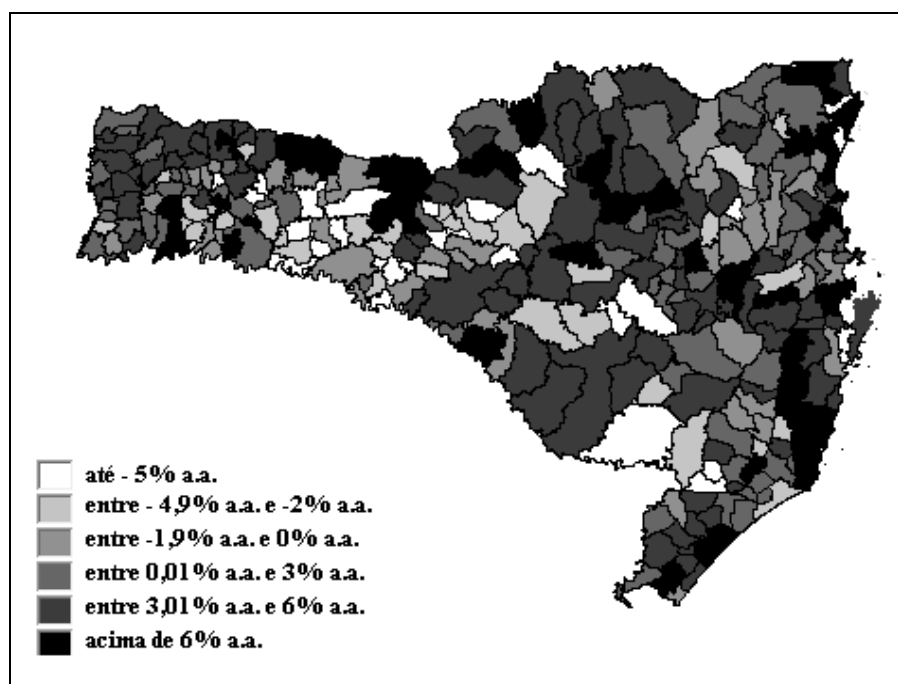 até - 5% a.a.
entre - 4,9% a.a. e -2% a.a.
entre -1,9% a.a. e 0% a.a.
entre 0,01% a.a. e 3% a.a.
entre 3,01% a.a. e 6% a.a.
acima de 6% a.a.